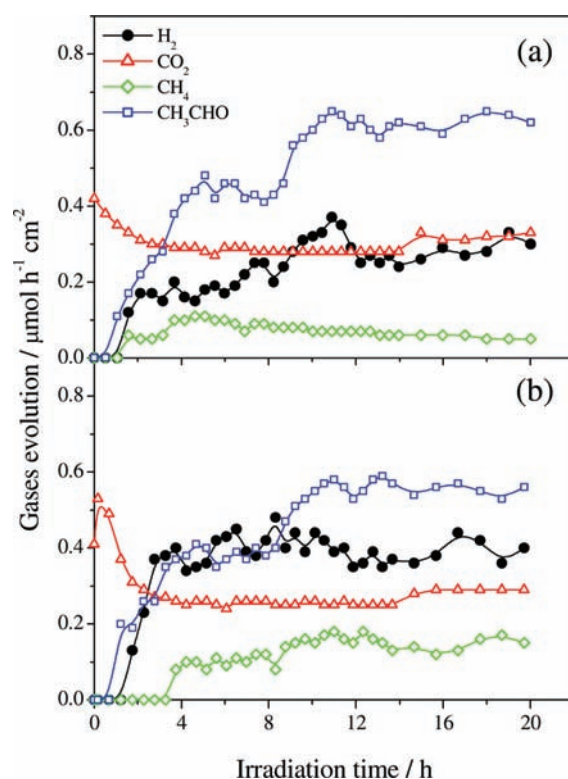 (a)
H₂
CO₂
CH₄
CH₃CHO
0.8
0.6
0.4
0.2
0.0
(b)
0.8
0.6
0.4
0.2
0.0
0 4 8 12 16 20
Gases evolution / μmol h⁻¹ cm⁻²
Irradiation time / h